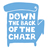 DOWN
THE BACK
OF THE
CHAIR